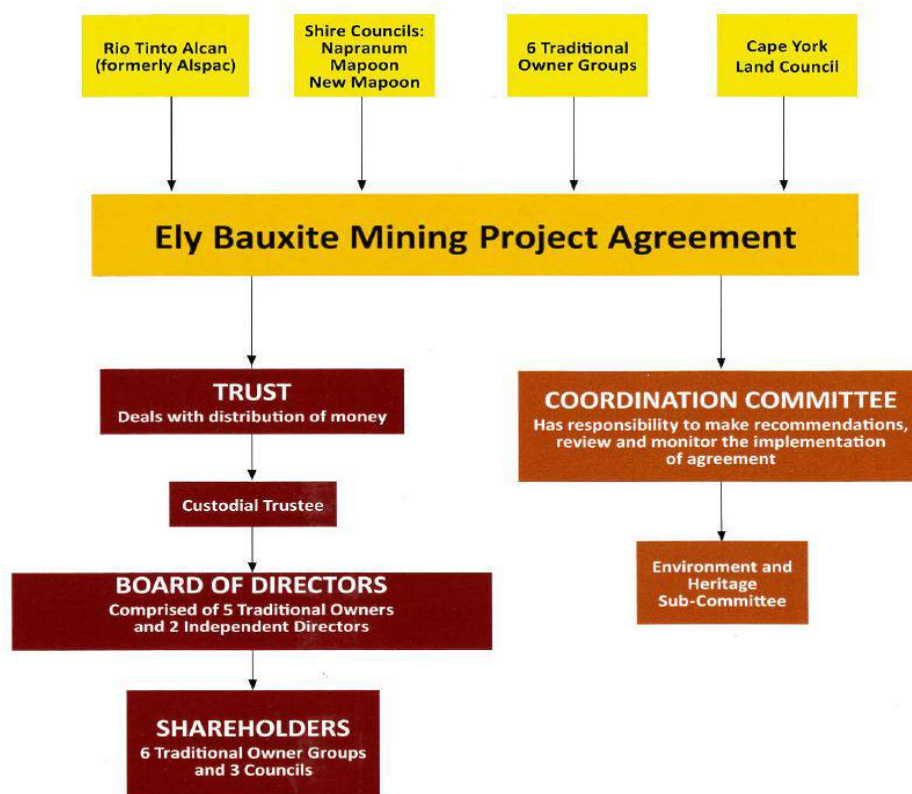 Rio Tinto Alcan
(formerly Alspac)
Shire Councils:
Napranum
Mapoon
New Mapoon
6 Traditional
Owner Groups
Cape York
Land Council
Ely Bauxite Mining Project Agreement
TRUST
Deals with distribution of money
Custodial Trustee
BOARD OF DIRECTORS
Comprised of 5 Traditional Owners
and 2 Independent Directors
SHAREHOLDERS
6 Traditional Owner Groups
and 3 Councils
COORDINATION COMMITTEE
Has responsibility to make recommendations,
review and monitor the implementation
of agreement
Environment and
Heritage
Sub-Committee